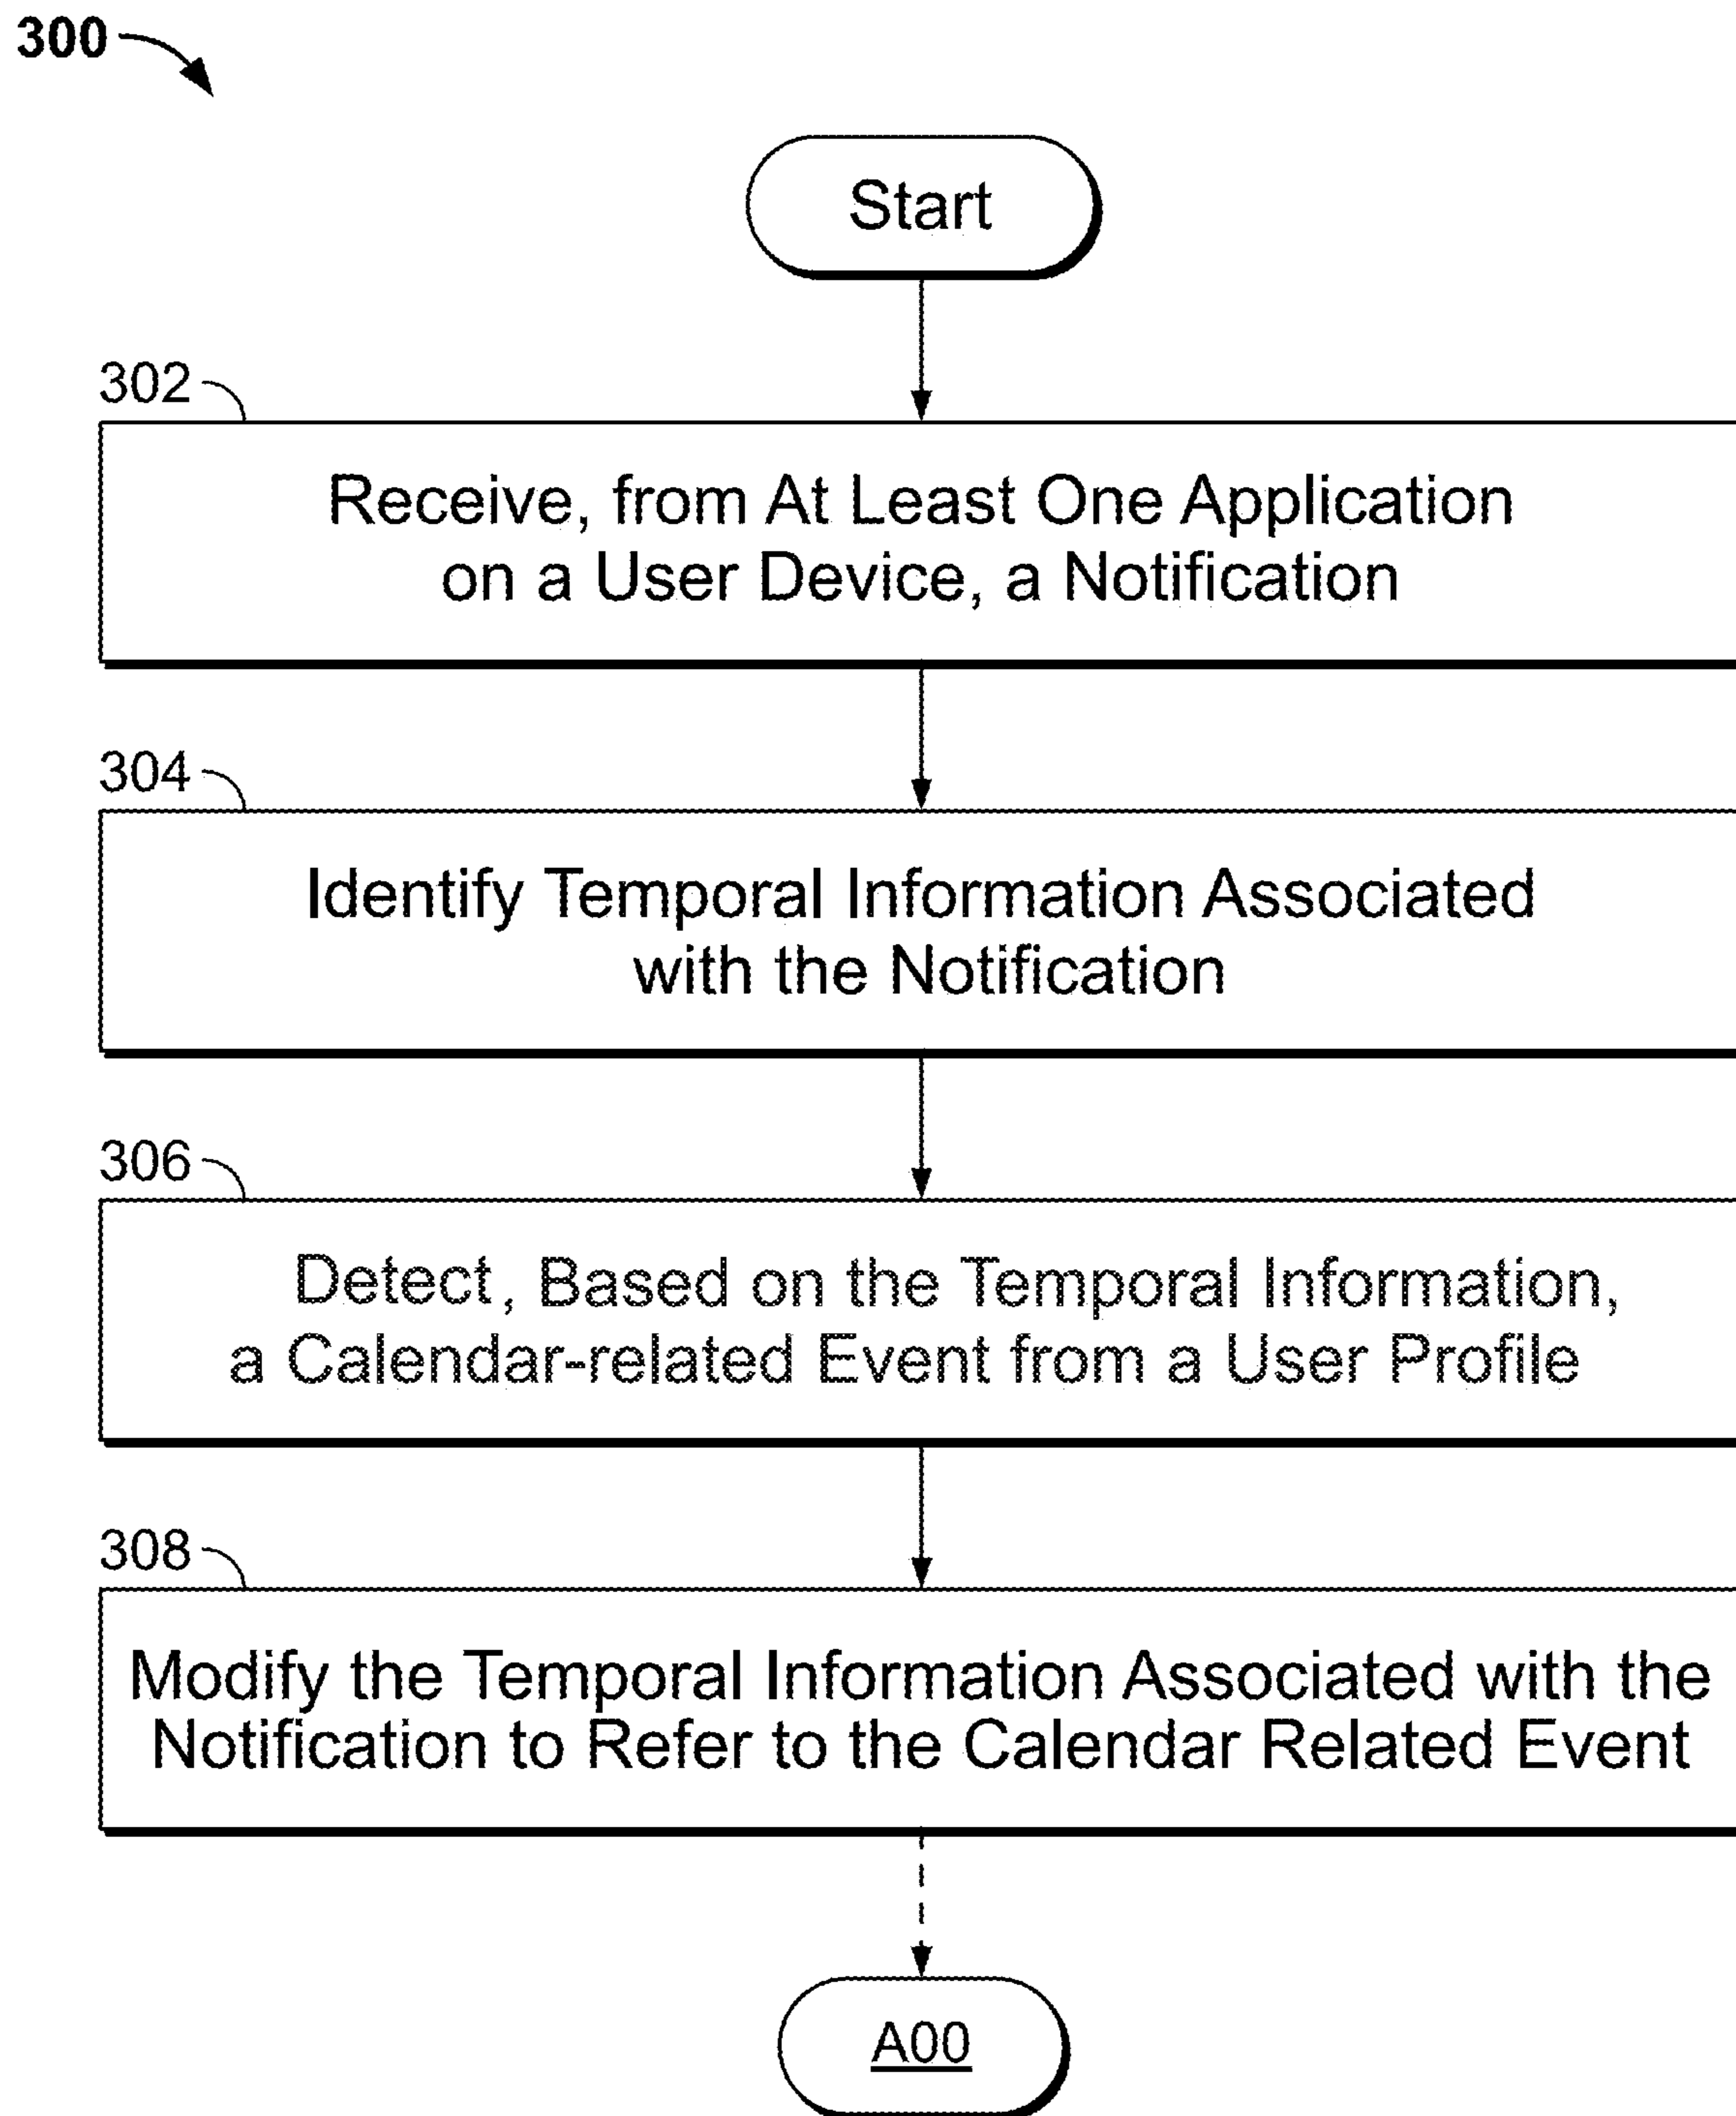 300
Start
302
Receive, from At Least One Application
on a User Device, a Notification
304
Identify Temporal Information Associated
with the Notification
306
Detect, Based on the Temporal Information,
a Calendar-related Event from a User Profile
308
Modify the Temporal Information Associated with the
Notification to Refer to the Calendar Related Event
A00